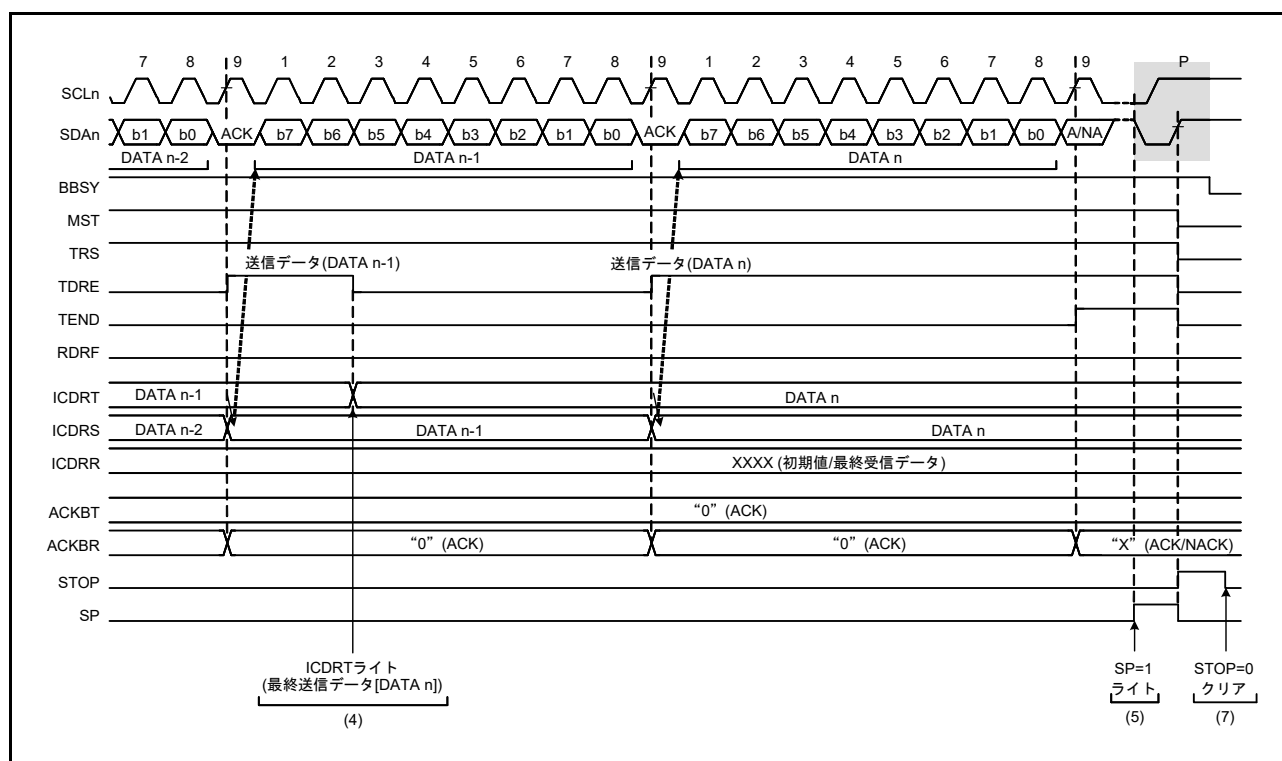 7 8 9 1 2 3 4 5 6 7 8 9 1 2 3 4 5 6 7 8 9 P
SCLn
SDAn b1 b0 ACK b7 b6 b5 b4 b3 b2 b1 b0 ACK b7 b6 b5 b4 b3 b2 b1 b0 A/NA
DATA n-2 DATA n-1 DATA n
BBSY
MST
TRS
送信データ(DATA n-1) 送信データ(DATA n)
TDRE
TEND
RDRF
ICDRT DATA n-1 DATA n
ICDRS DATA n-2 DATA n-1 DATA n
ICDRR XXXX (初期値/最終受信データ)
ACKBT “0” (ACK)
ACKBR “0” (ACK) “0” (ACK) “X” (ACK/NACK)
STOP
SP
ICDRTライト
(最終送信データ[DATA n])
(4)
SP=1
ライト
(5)
STOP=0
クリア
(7)